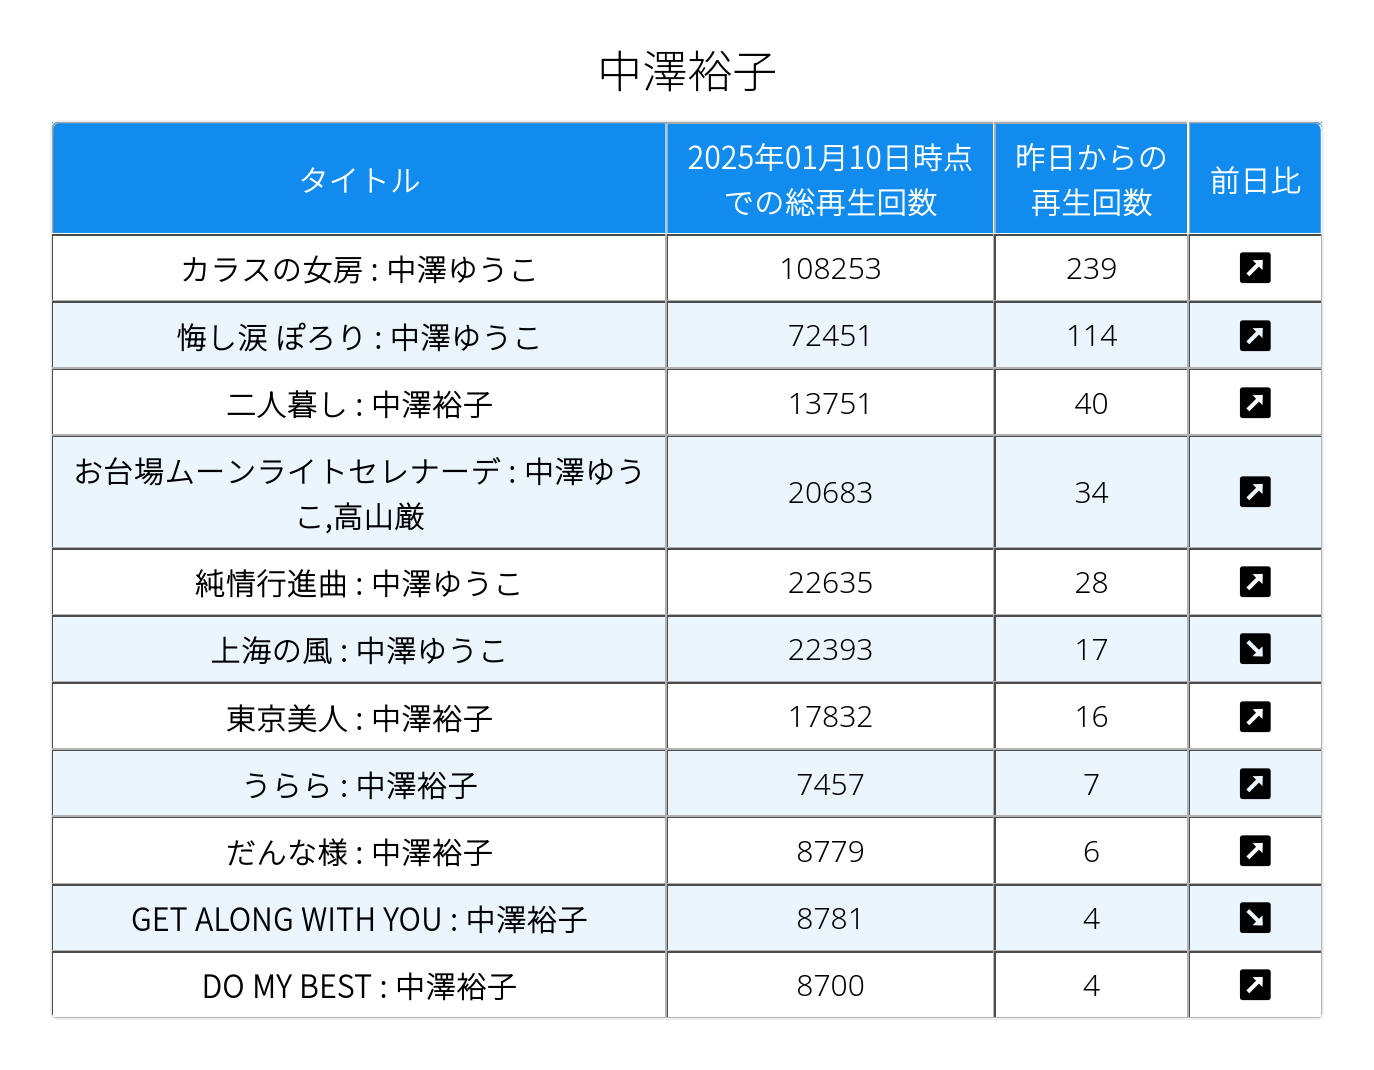 中澤裕子
タイトル
2025年01月10日時点
での総再生回数
昨日からの
再生回数
前日比
カラスの女房 : 中澤ゆうこ
108253
239
悔し涙 ぽろり : 中澤ゆうこ
72451
114
二人暮し : 中澤裕子
13751
40
お台場ムーンライトセレナーデ : 中澤ゆう
こ,高山厳
20683
34
純情行進曲 : 中澤ゆうこ
22635
28
上海の風 : 中澤ゆうこ
22393
17
東京美人 : 中澤裕子
17832
16
うらら : 中澤裕子
7457
7
だんな様 : 中澤裕子
8779
6
GET ALONG WITH YOU : 中澤裕子
8781
4
DO MY BEST : 中澤裕子
8700
4